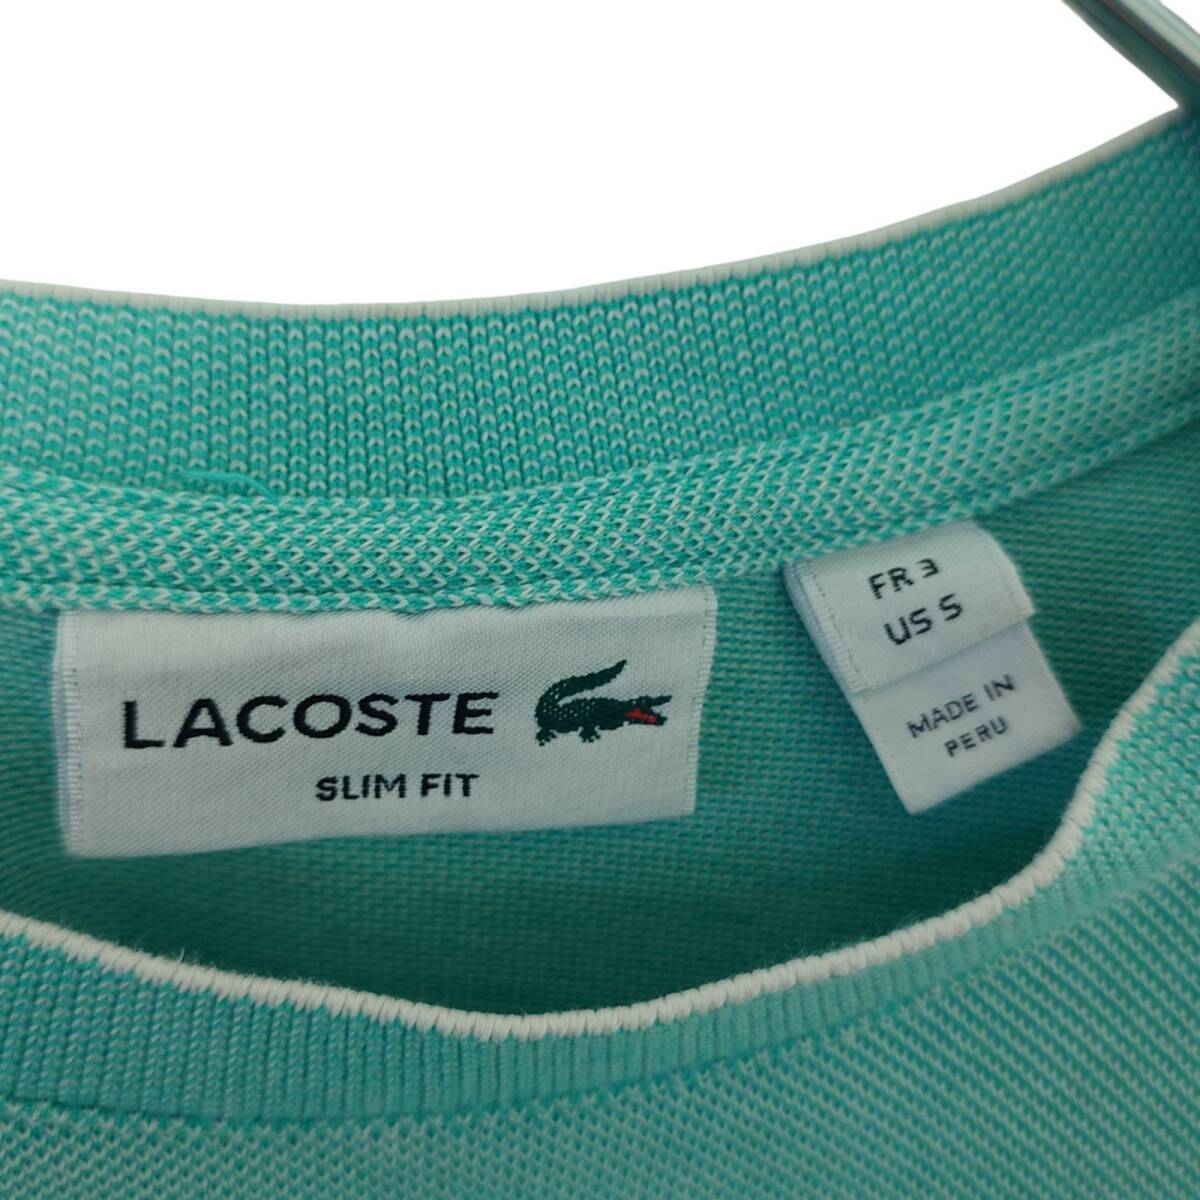 LACOSTE
SLIM FIT
FR 3
US S
MADE IN
PERU